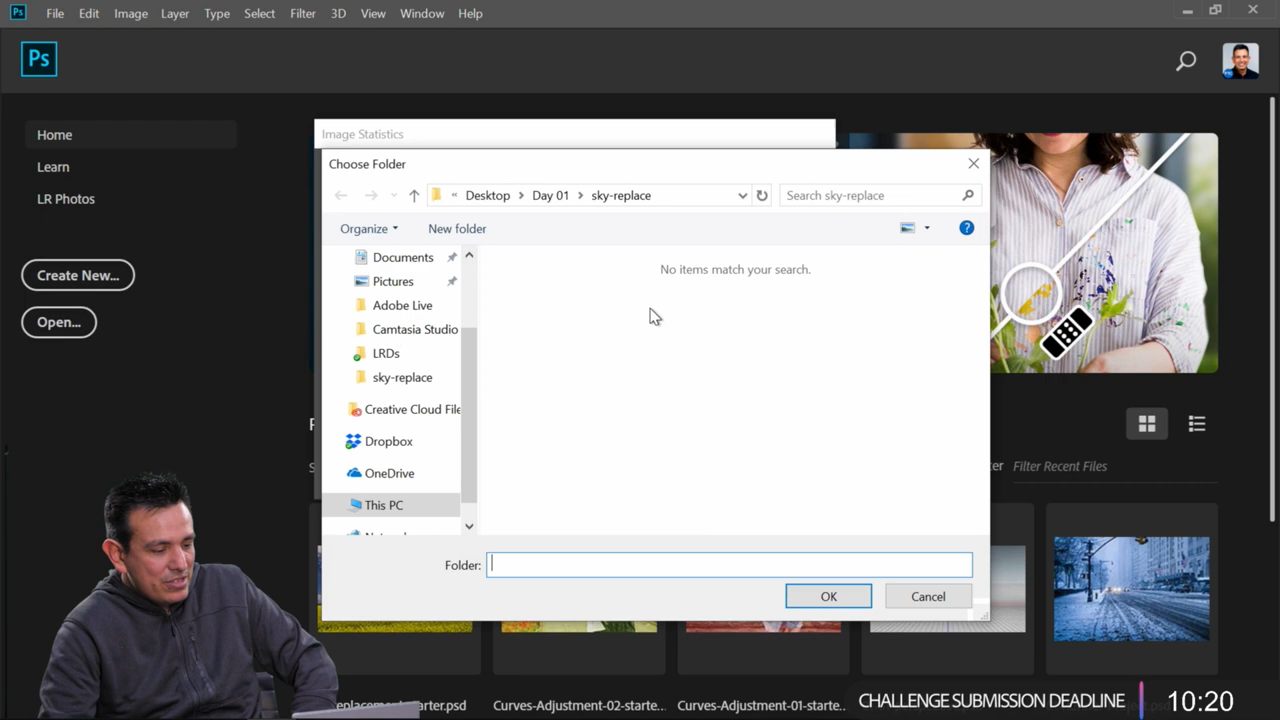 Ps File Edit Image Layer Type Select Filter 3D View Window Help
Ps
Home
Learn
LR Photos
Create New...
Open...
Image Statistics
Choose Folder
« Desktop > Day 01 > sky-replace
Search sky-replace
Organize New folder
?
Documents
Pictures
Adobe Live
Camtasia Studio
LRDs
sky-replace
Creative Cloud File
Dropbox
OneDrive
This PC
No items match your search.
Folder:
OK Cancel
Filter Recent Files
Curves-Adjustment-02-starte...
Curves-Adjustment-01-starte...
CHALLENGE SUBMISSION DEADLINE 10:20